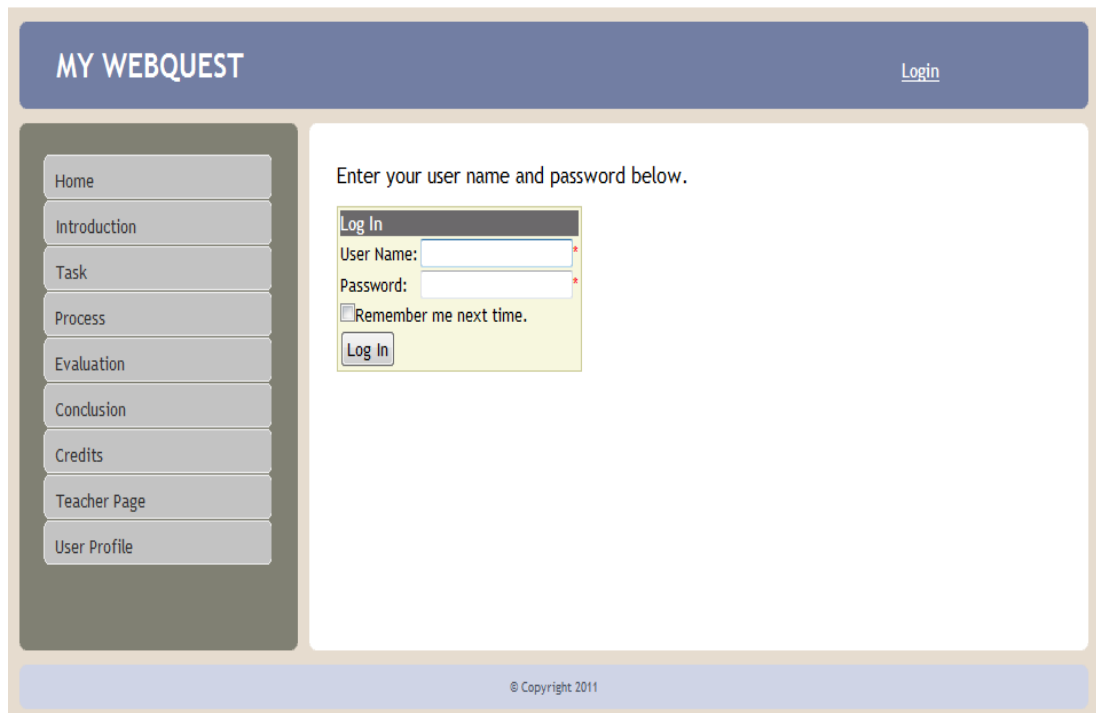 MY WEBQUEST
Login
Home
Introduction
Task
Process
Evaluation
Conclusion
Credits
Teacher Page
User Profile
Enter your user name and password below.
Log In
User Name: *
Password: *
Remember me next time.
Log In
© Copyright 2011